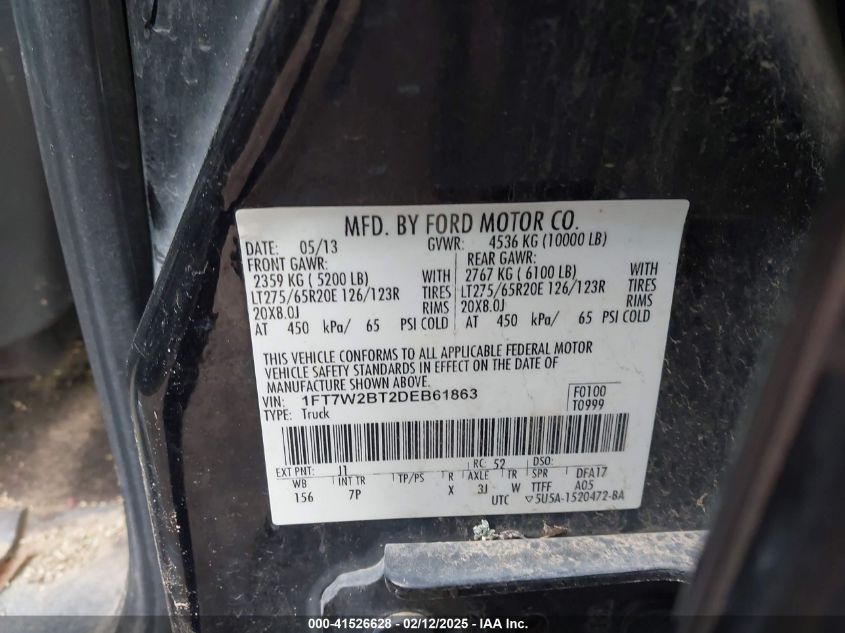 MFD. BY FORD MOTOR CO.
DATE: 05/13 GVWR: 4536 KG (10000 LB)
FRONT GAWR: REAR GAWR:
2359 KG ( 5200 LB) WITH 2767 KG ( 6100 LB) WITH
LT275/65R20E 126/123R TIRES LT275/65R20E 126/123R TIRES
20X8.0J RIMS 20X8.0J RIMS
AT 450 kPa/ 65 PSI COLD AT 450 kPa/ 65 PSI COLD
THIS VEHICLE CONFORMS TO ALL APPLICABLE FEDERAL MOTOR
VEHICLE SAFETY STANDARDS IN EFFECT ON THE DATE OF
MANUFACTURE SHOWN ABOVE.
VIN: 1FT7W2BT2DEB61863 F0100
TYPE: Truck T0999
EXT PNT: J1 RC: 52 DSO:
WB INT TR TP/PS R AXLE TR SPR DFA17
156 7P X 3J W TTFF A05
UTC ▽5U5A-1520472-BA
000-41526628 - 02/12/2025 - IAAI, Inc.